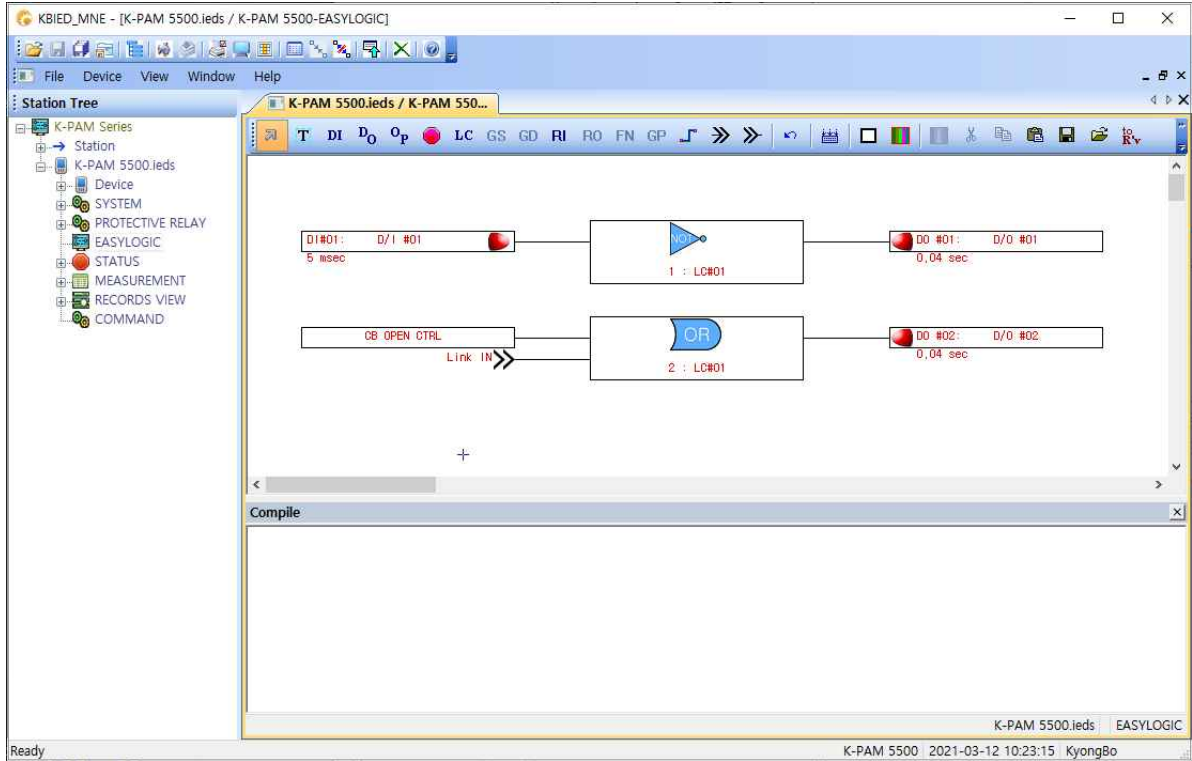 KBIED_MNE - [K-PAM 5500.ieds / K-PAM 5500-EASYLOGIC]
File Device View Window Help
Station Tree
K-PAM 5500.ieds / K-PAM 550...
K-PAM Series
Station
K-PAM 5500.ieds
Device
SYSTEM
PROTECTIVE RELAY
EASYLOGIC
STATUS
MEASUREMENT
RECORDS VIEW
COMMAND
T DI DO OP LC GS GD RI RO FN GP
DI#01: D/I #01
5 msec
NOT
1 : LC#01
DO #01: D/O #01
0.04 sec
CB OPEN CTRL
Link IN
OR
2 : LC#01
DO #02: D/O #02
0.04 sec
Compile
K-PAM 5500.ieds EASYLOGIC
Ready
K-PAM 5500 2021-03-12 10:23:15 KyongBo